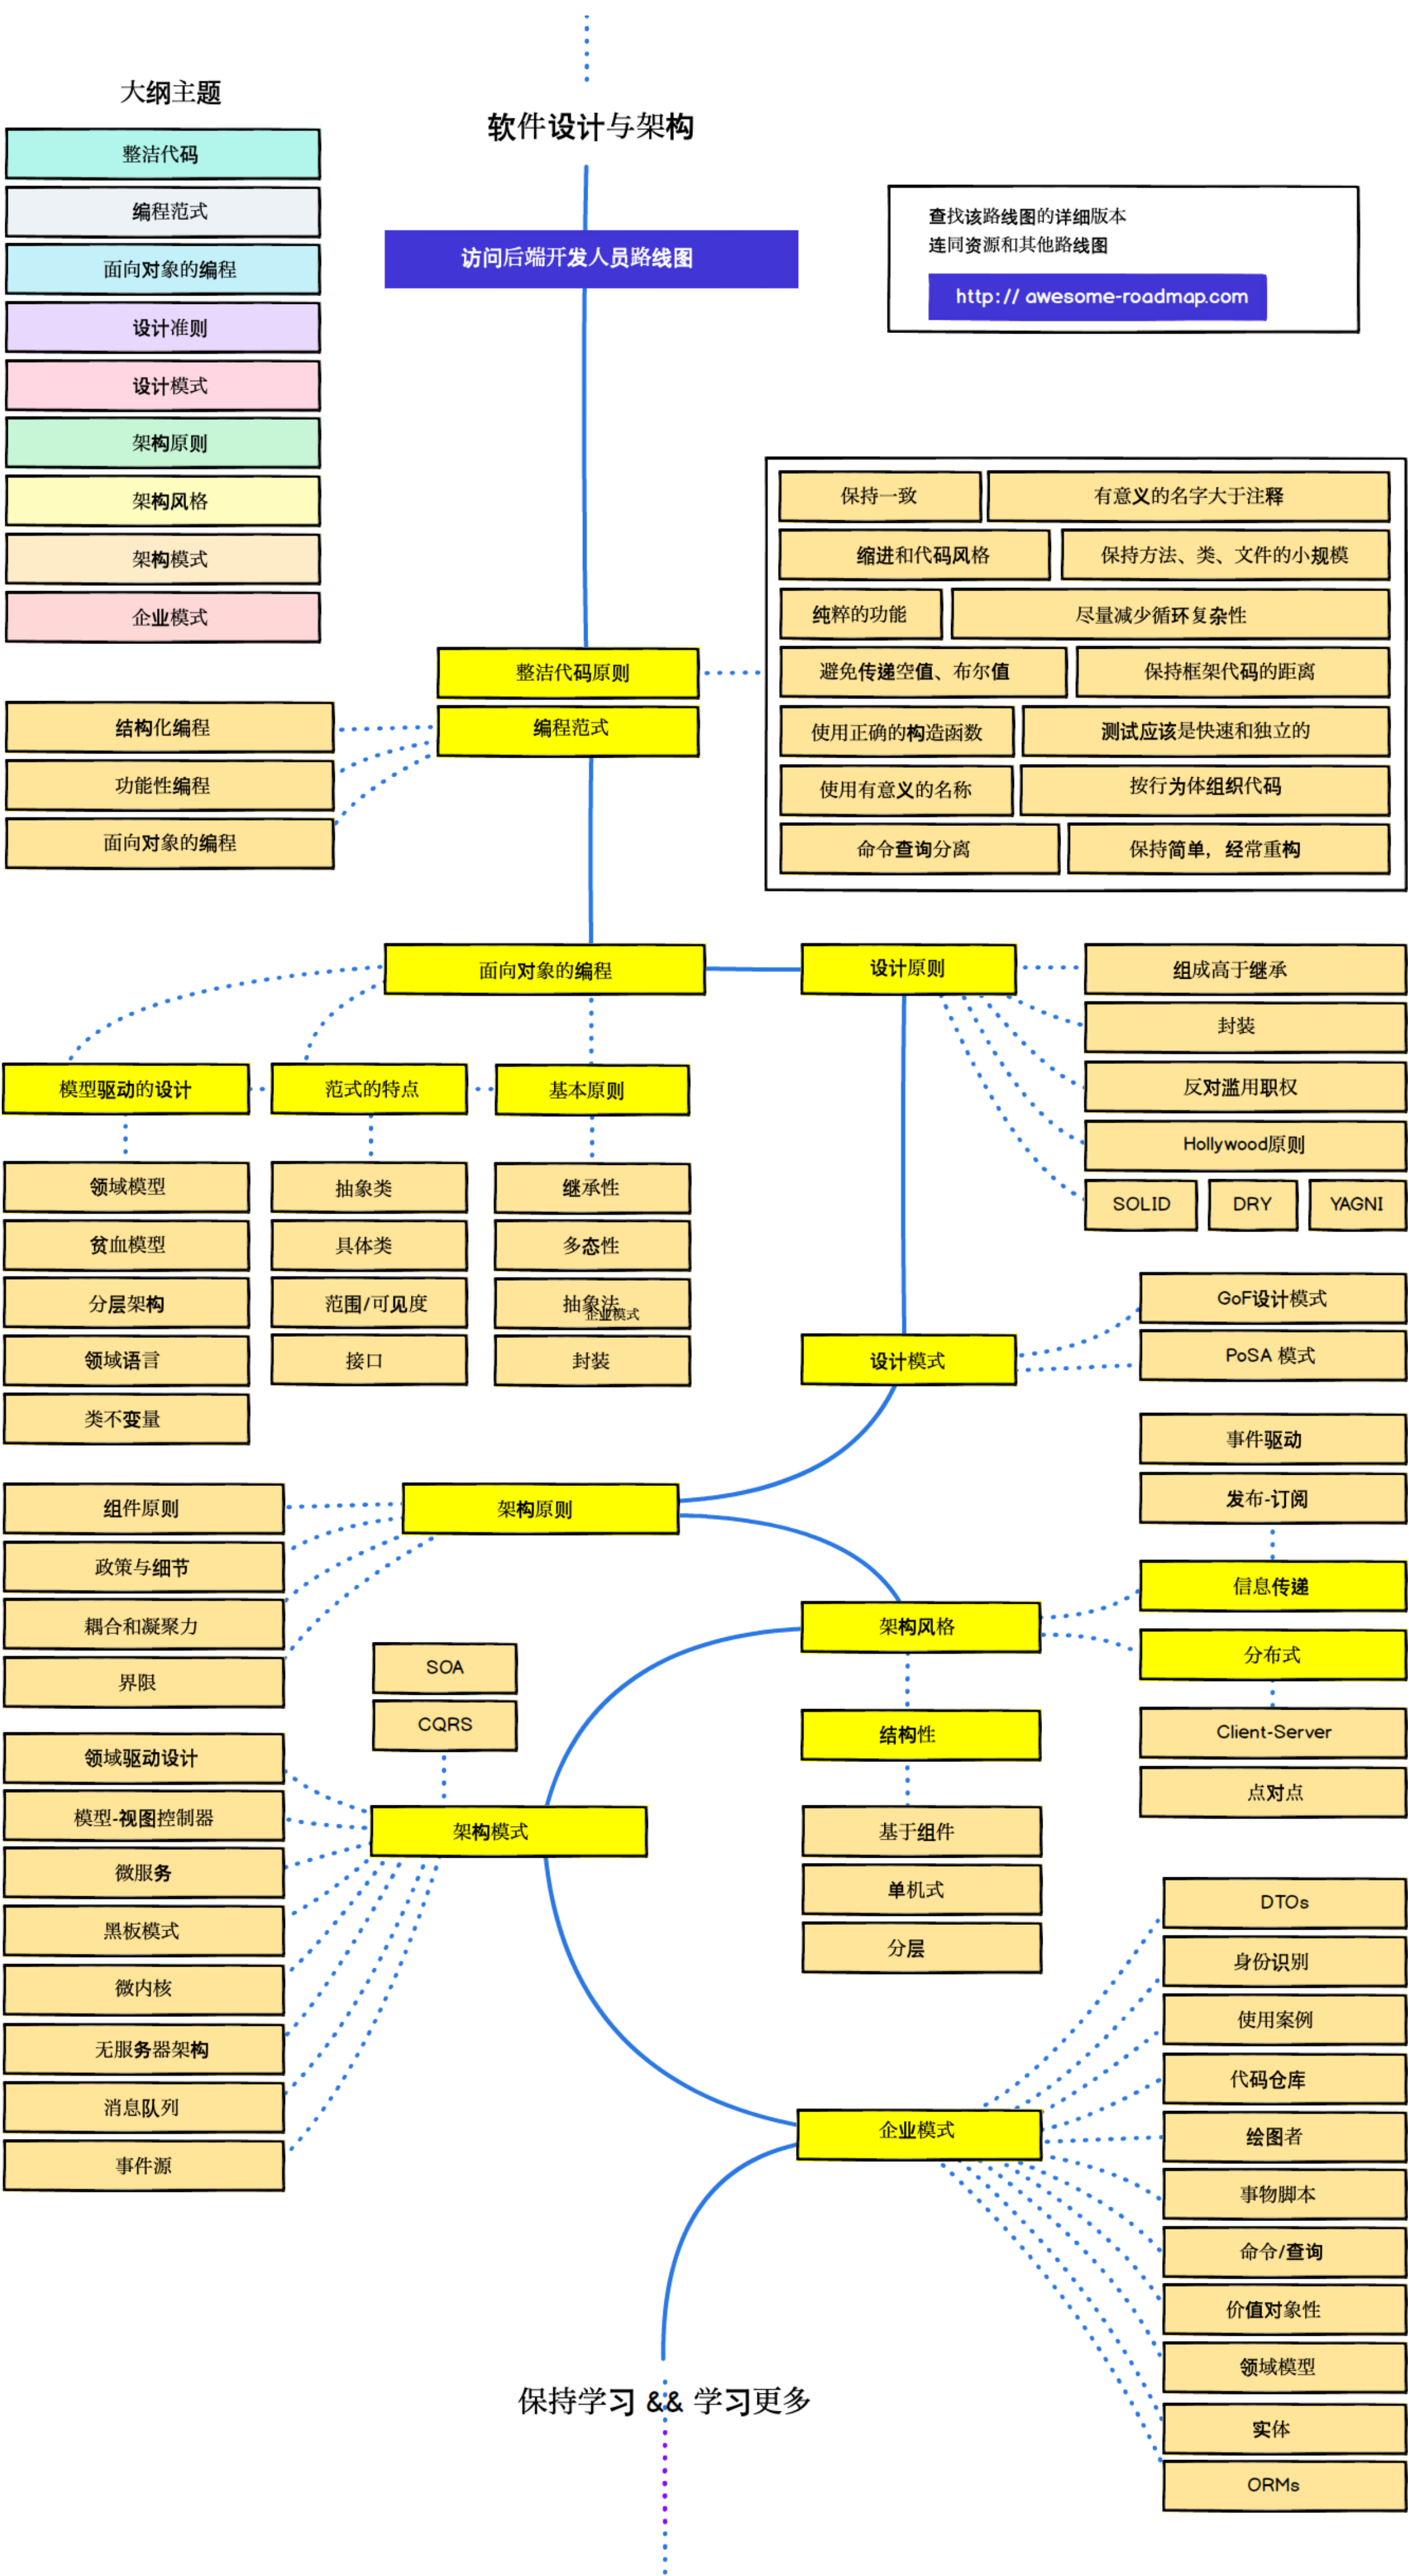 大纲主题
整洁代码
编程范式
面向对象的编程
设计准则
设计模式
架构原则
架构风格
架构模式
企业模式
软件设计与架构
访问后端开发人员路线图
查找该路线图的详细版本
连同资源和其他路线图
http:// awesome-roadmap.com
整洁代码原则
编程范式
结构化编程
功能性编程
面向对象的编程
保持一致
有意义的名字大于注释
缩进和代码风格
保持方法、类、文件的小规模
纯粹的功能
尽量减少循环复杂性
避免传递空值、布尔值
保持框架代码的距离
使用正确的构造函数
测试应该是快速和独立的
使用有意义的名称
按行为体组织代码
命令查询分离
保持简单，经常重构
面向对象的编程
设计原则
组成高于继承
封装
反对滥用职权
Hollywood原则
SOLID
DRY
YAGNI
模型驱动的设计
范式的特点
基本原则
领域模型
贫血模型
分层架构
领域语言
类不变量
抽象类
具体类
范围/可见度
接口
继承性
多态性
抽象法
企业模式
封装
设计模式
GoF设计模式
PoSA 模式
事件驱动
发布-订阅
信息传递
分布式
Client-Server
点对点
架构原则
组件原则
政策与细节
耦合和凝聚力
界限
架构风格
结构性
基于组件
单机式
分层
SOA
CQRS
架构模式
领域驱动设计
模型-视图控制器
微服务
黑板模式
微内核
无服务器架构
消息队列
事件源
企业模式
DTOs
身份识别
使用案例
代码仓库
绘图者
事物脚本
命令/查询
价值对象性
领域模型
实体
ORMs
保持学习 && 学习更多